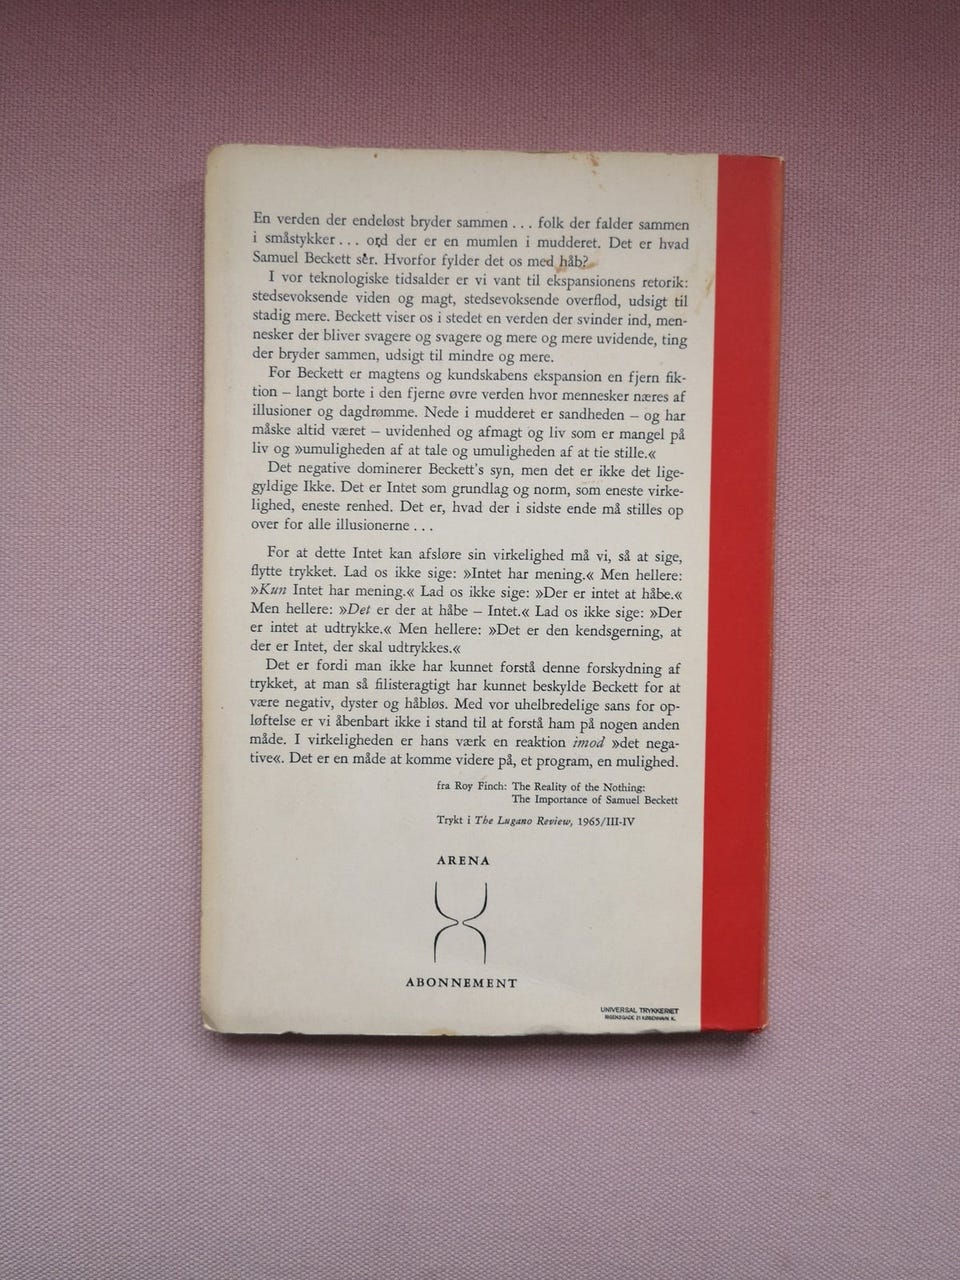 En verden der endeløst bryder sammen . . . folk der falder sammen
i småstykker . . . ord der er en mumlen i mudderet. Det er hvad
Samuel Beckett sér. Hvorfor fylder det os med håb?
I vor teknologiske tidsalder er vi vant til ekspansionens retorik:
stedsevoksende viden og magt, stedsevoksende overflod, udsigt til
stadig mere. Beckett viser os i stedet en verden der svinder ind, men-
nesker der bliver svagere og svagere og mere og mere uvidende, ting
der bryder sammen, udsigt til mindre og mere.
For Beckett er magtens og kundskabens ekspansion en fjern fik-
tion – langt borte i den fjerne øvre verden hvor mennesker næres af
illusioner og dagdrømme. Nede i mudderet er sandheden – og har
måske altid været – uvidenhed og afmagt og liv som er mangel på
liv og »umuligheden af at tale og umuligheden af at tie stille.«
Det negative dominerer Beckett's syn, men det er ikke det lige-
gyldige Ikke. Det er Intet som grundlag og norm, som eneste virke-
lighed, eneste renhed. Det er, hvad der i sidste ende må stilles op
over for alle illusionerne . . .
For at dette Intet kan afsløre sin virkelighed må vi, så at sige,
flytte trykket. Lad os ikke sige: »Intet har mening.« Men hellere:
»Kun Intet har mening.« Lad os ikke sige: »Der er intet at håbe.«
Men hellere: »Det er der at håbe – Intet.« Lad os ikke sige: »Der
er intet at udtrykke.« Men hellere: »Det er den kendsgerning, at
der er Intet, der skal udtrykkes.«
Det er fordi man ikke har kunnet forstå denne forskydning af
trykket, at man så filisteragtigt har kunnet beskylde Beckett for at
være negativ, dyster og håbløs. Med vor uhelbredelige sans for op-
løftelse er vi åbenbart ikke i stand til at forstå ham på nogen anden
måde. I virkeligheden er hans værk en reaktion imod »det nega-
tive«. Det er en måde at komme videre på, et program, en mulighed.
fra Roy Finch: The Reality of the Nothing:
The Importance of Samuel Beckett
Trykt i The Lugano Review, 1965/III-IV
ARENA
ABONNEMENT
UNIVERSAL TRYKKERIET
RIGENSGADE 21 KØBENHAVN K.